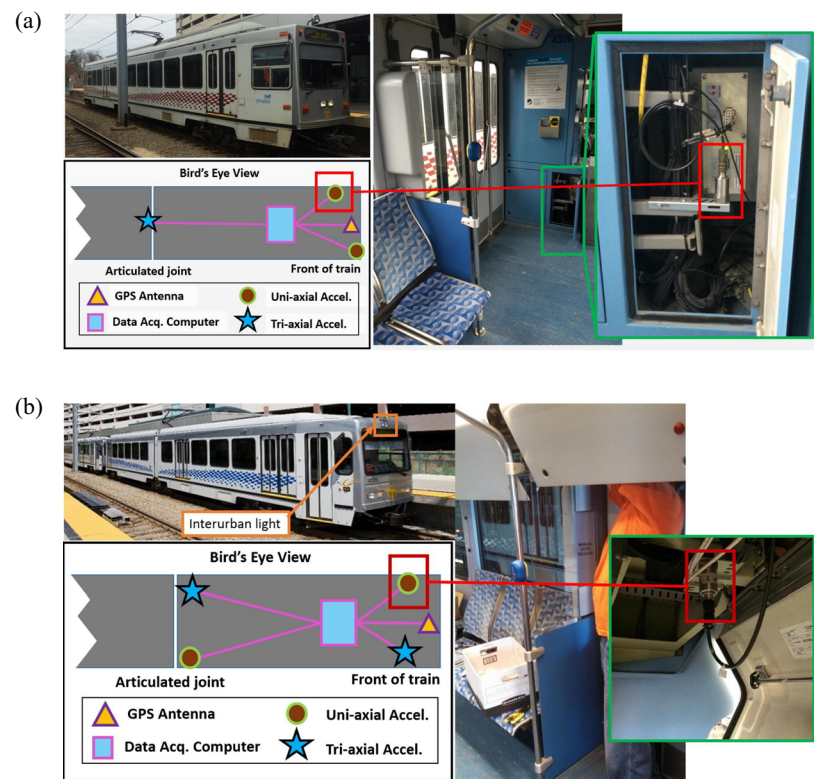 (a)
Bird's Eye View
Articulated joint
Front of train
GPS Antenna
Uni-axial Accel.
Data Acq. Computer
Tri-axial Accel.
(b)
Interurban light
Bird's Eye View
Articulated joint
Front of train
GPS Antenna
Uni-axial Accel.
Data Acq. Computer
Tri-axial Accel.